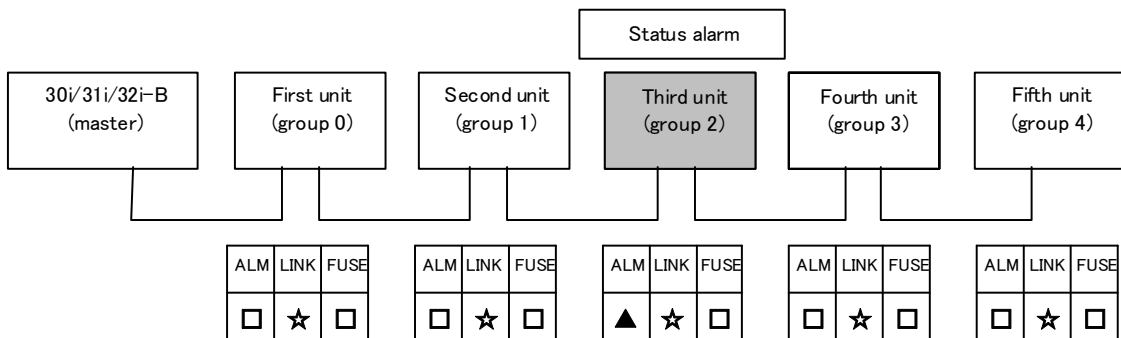 Status alarm
30i/31i/32i-B
(master)
First unit
(group 0)
Second unit
(group 1)
Third unit
(group 2)
Fourth unit
(group 3)
Fifth unit
(group 4)
ALM LINK FUSE
□ ☆ □
ALM LINK FUSE
□ ☆ □
ALM LINK FUSE
▲ ☆ □
ALM LINK FUSE
□ ☆ □
ALM LINK FUSE
□ ☆ □